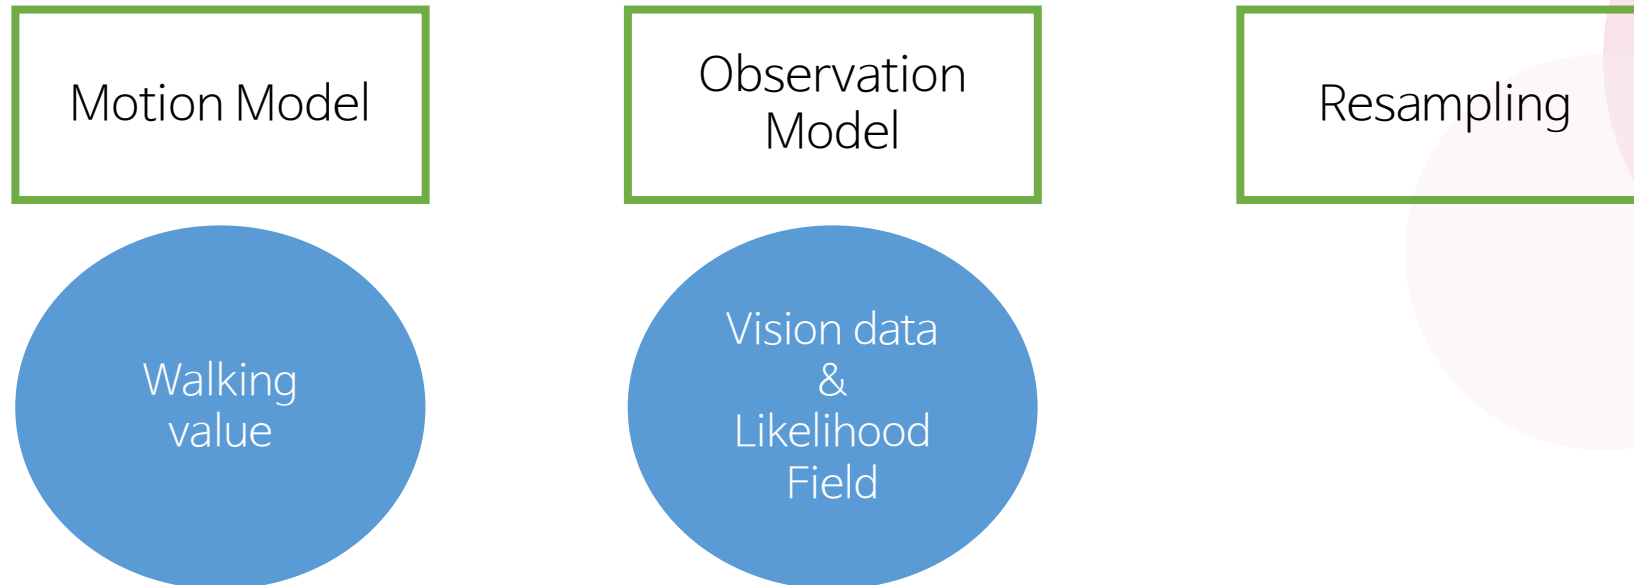 Motion Model
Observation
Model
Resampling
Walking
value
Vision data
&
Likelihood
Field